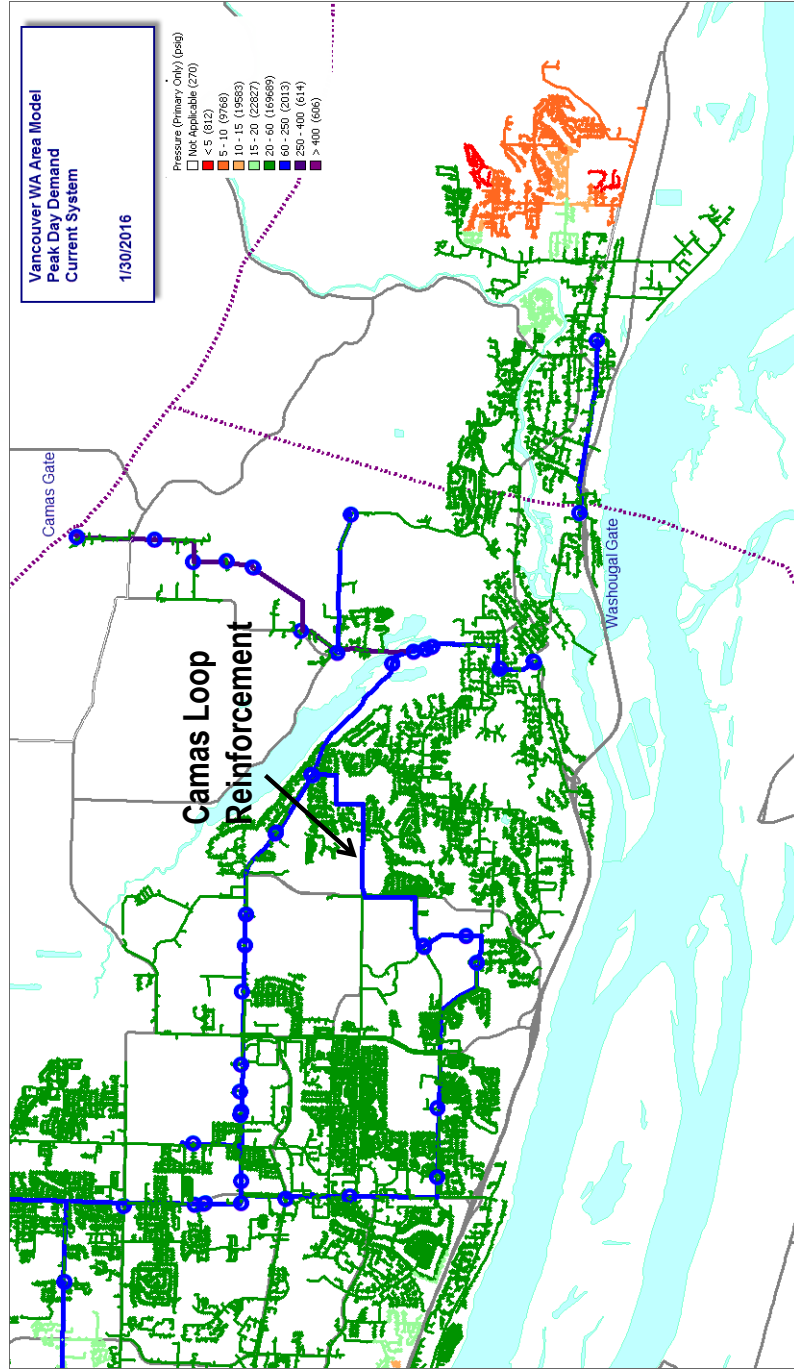 Vancouver WA Area Model
Peak Day Demand
Current System
1/30/2016
Pressure (Primary Only) (psig)
Not Applicable (270)
< 5 (812)
5 - 10 (9768)
10 - 15 (19583)
15 - 20 (22827)
20 - 60 (169689)
60 - 250 (2013)
250 - 400 (614)
> 400 (606)
Camas Gate
Camas Loop
Reinforcement
Washougal Gate